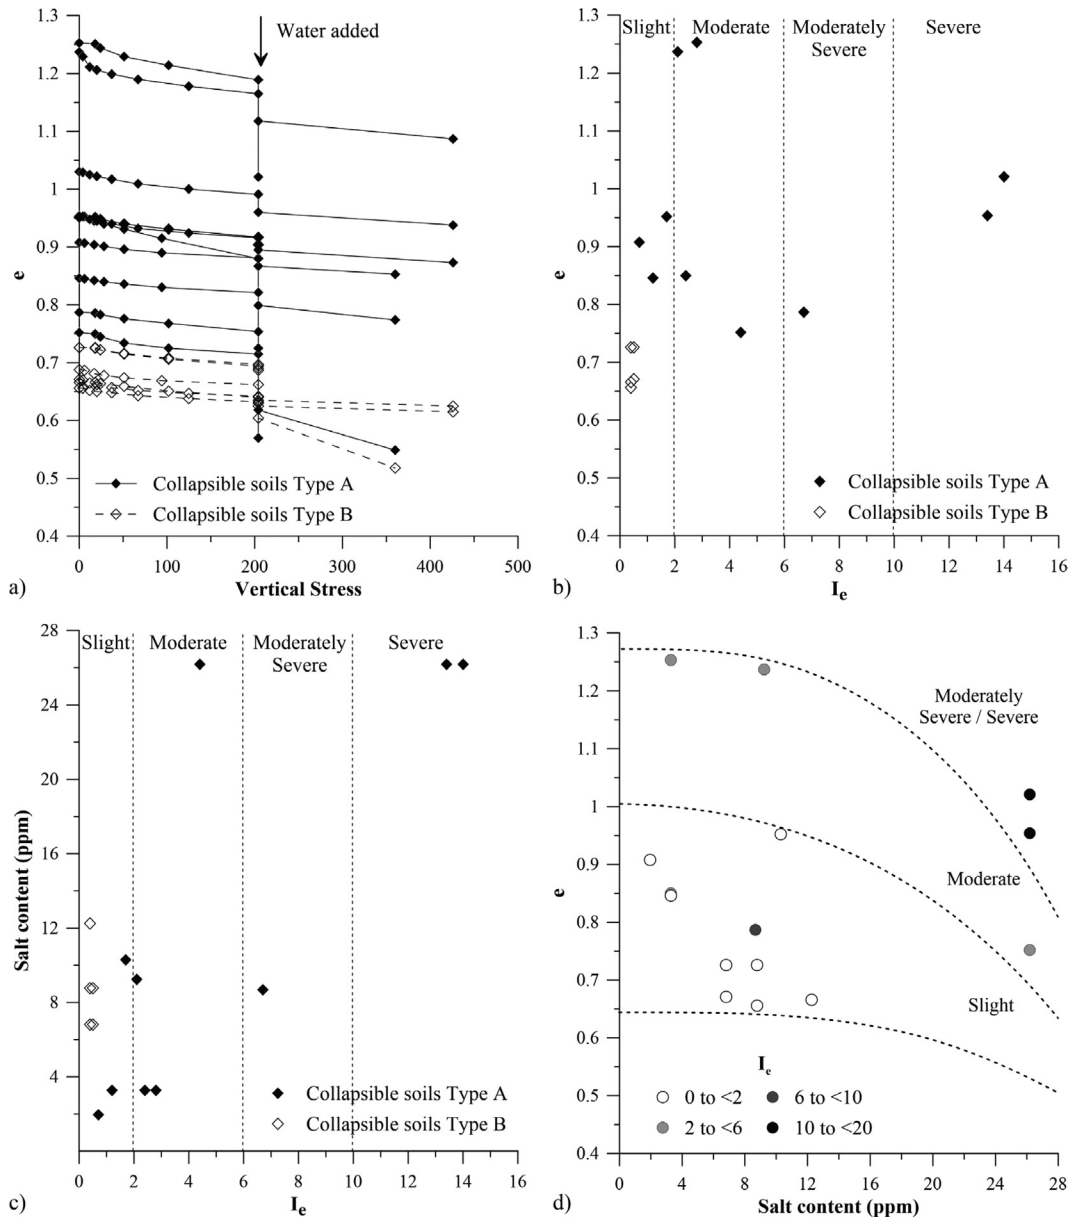 1.3
1.2
1.1
1
0.9
0.8
0.7
0.6
0.5
0.4
e
Water added
Collapsible soils Type A
Collapsible soils Type B
0 100 200 300 400 500
Vertical Stress
a)
1.3
1.2
1.1
1
0.9
0.8
0.7
0.6
0.5
0.4
e
Slight Moderate Moderately Severe
Severe
Collapsible soils Type A
Collapsible soils Type B
0 2 4 6 8 10 12 14 16
Ie
b)
28
24
20
16
12
8
4
Salt content (ppm)
Slight Moderate Moderately Severe
Severe
Collapsible soils Type A
Collapsible soils Type B
0 2 4 6 8 10 12 14 16
Ie
c)
1.3
1.2
1.1
1
0.9
0.8
0.7
0.6
0.5
0.4
e
Moderately
Severe / Severe
Moderate
Slight
Ie
0 to <2 6 to <10
2 to <6 10 to <20
0 4 8 12 16 20 24 28
Salt content (ppm)
d)